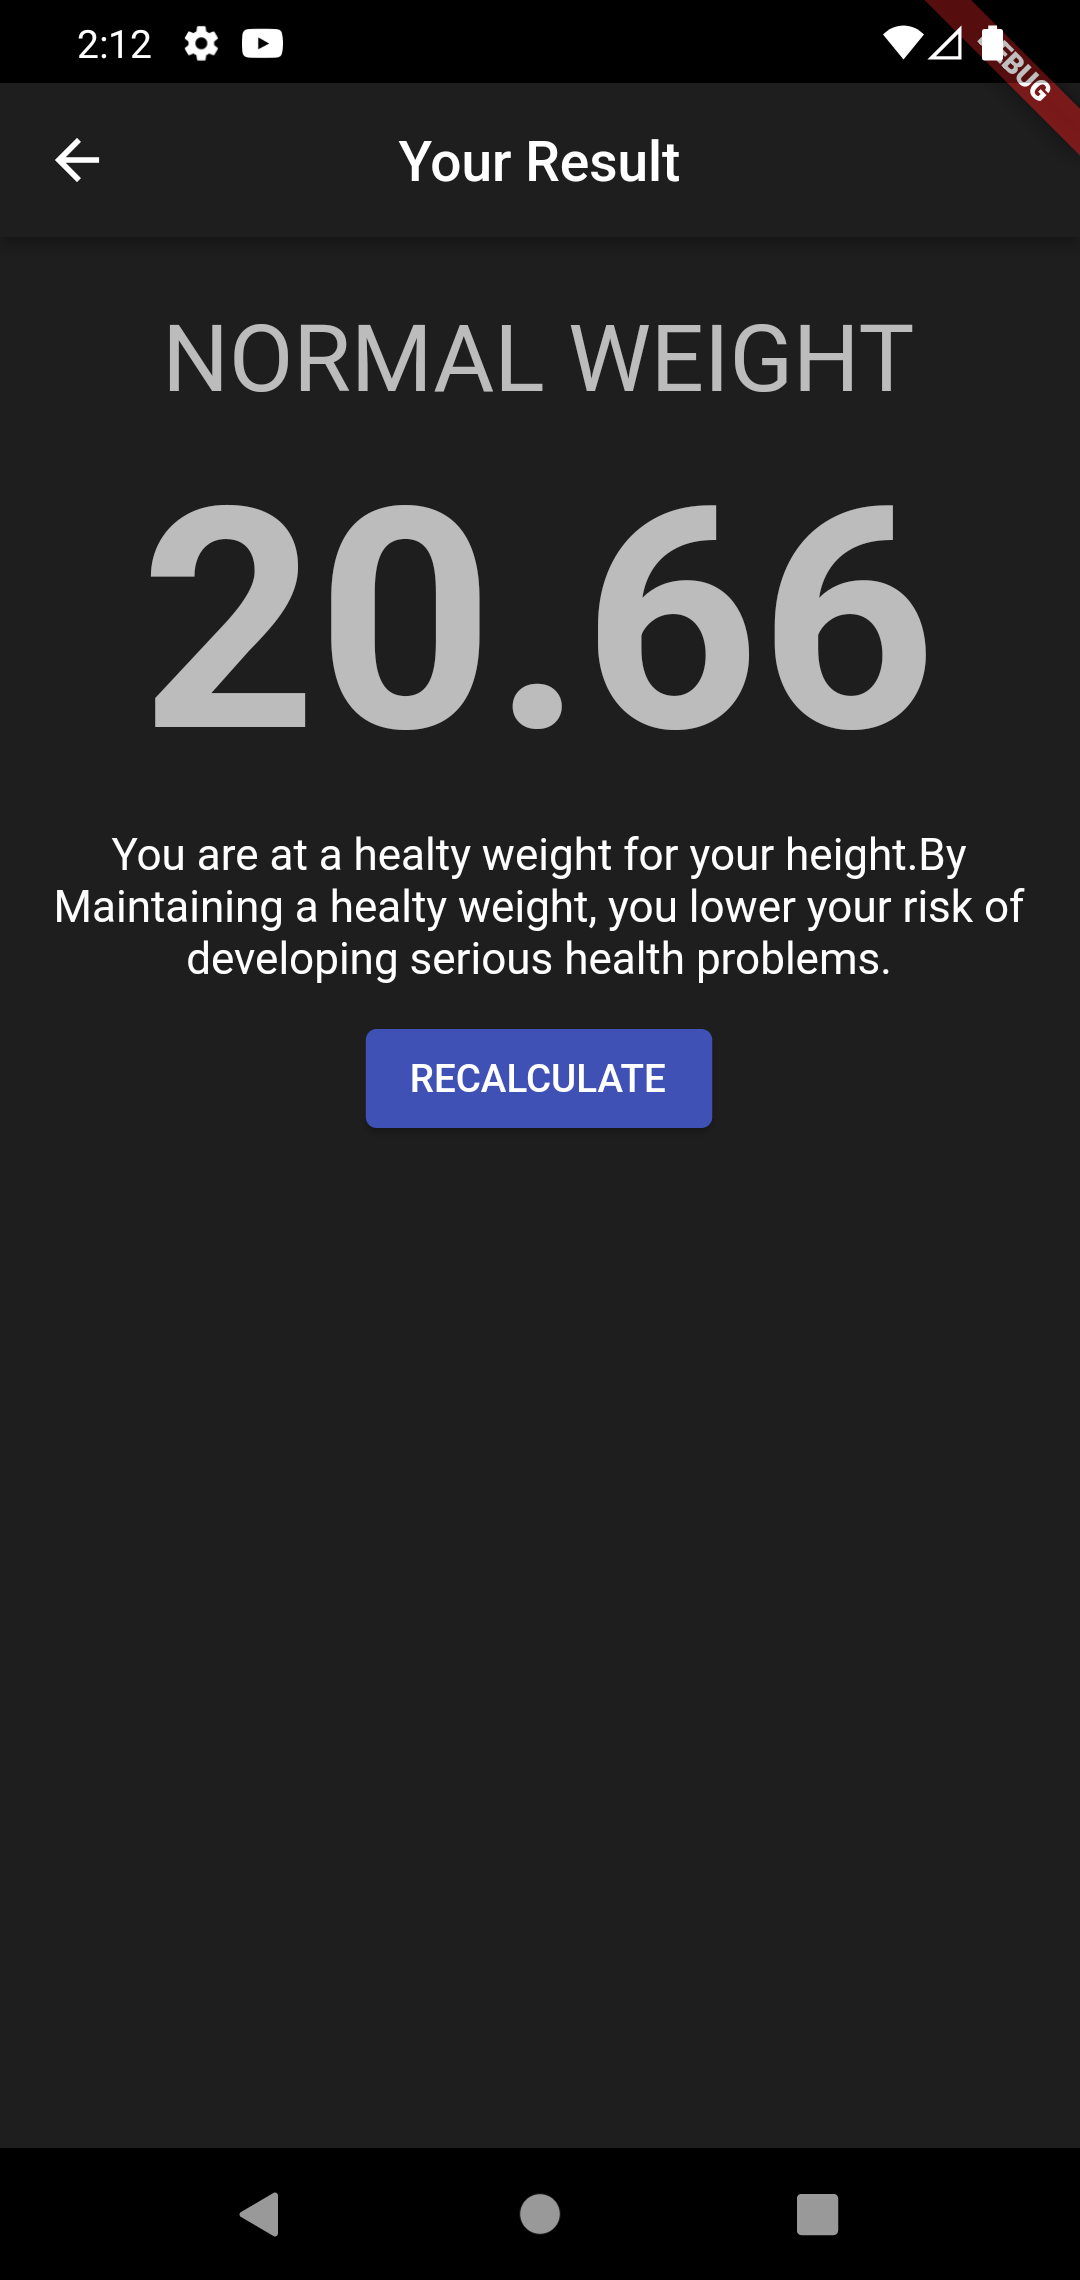 2:12
Your Result
NORMAL WEIGHT
20.66
You are at a healty weight for your height.By
Maintaining a healty weight, you lower your risk of
developing serious health problems.
RECALCULATE